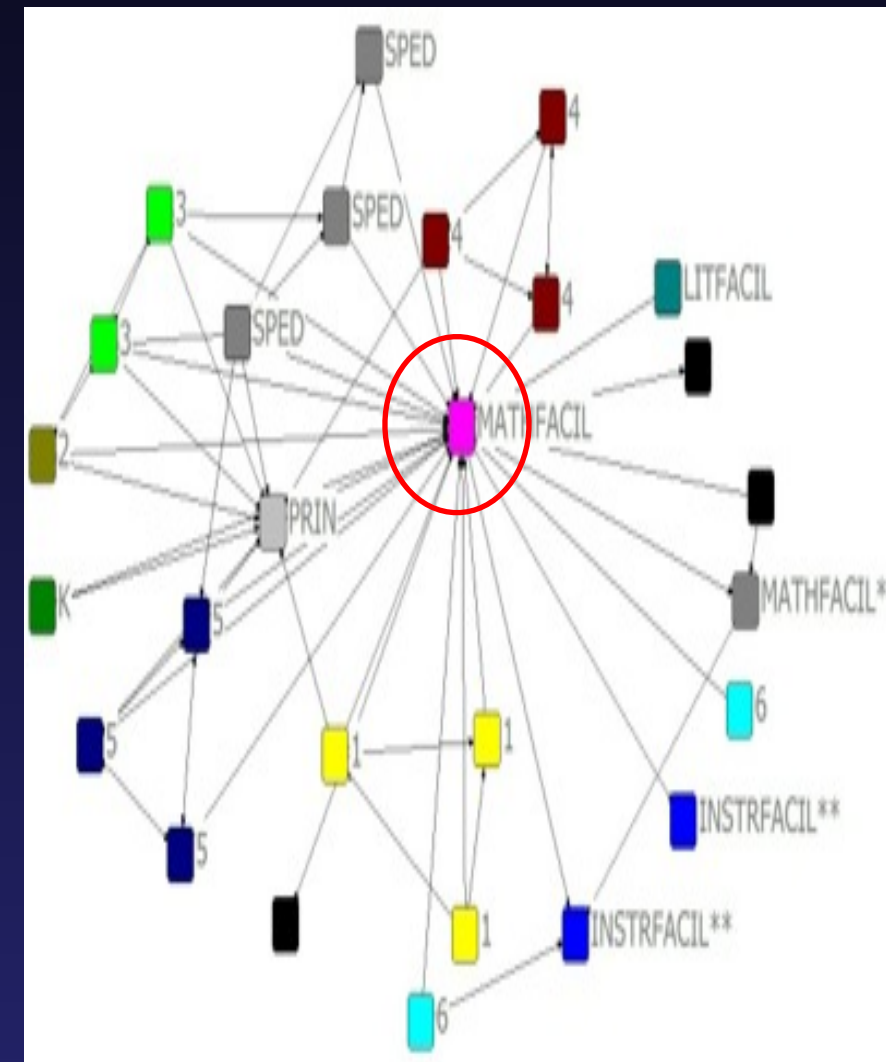 SPED
4
3
SPED
4
LITFACIL
4
SPED
3
MATHFACIL
2
PRIN
K
MATHFACIL*
5
6
1
1
5
INSTRFACIL**
5
1
INSTRFACIL**
6